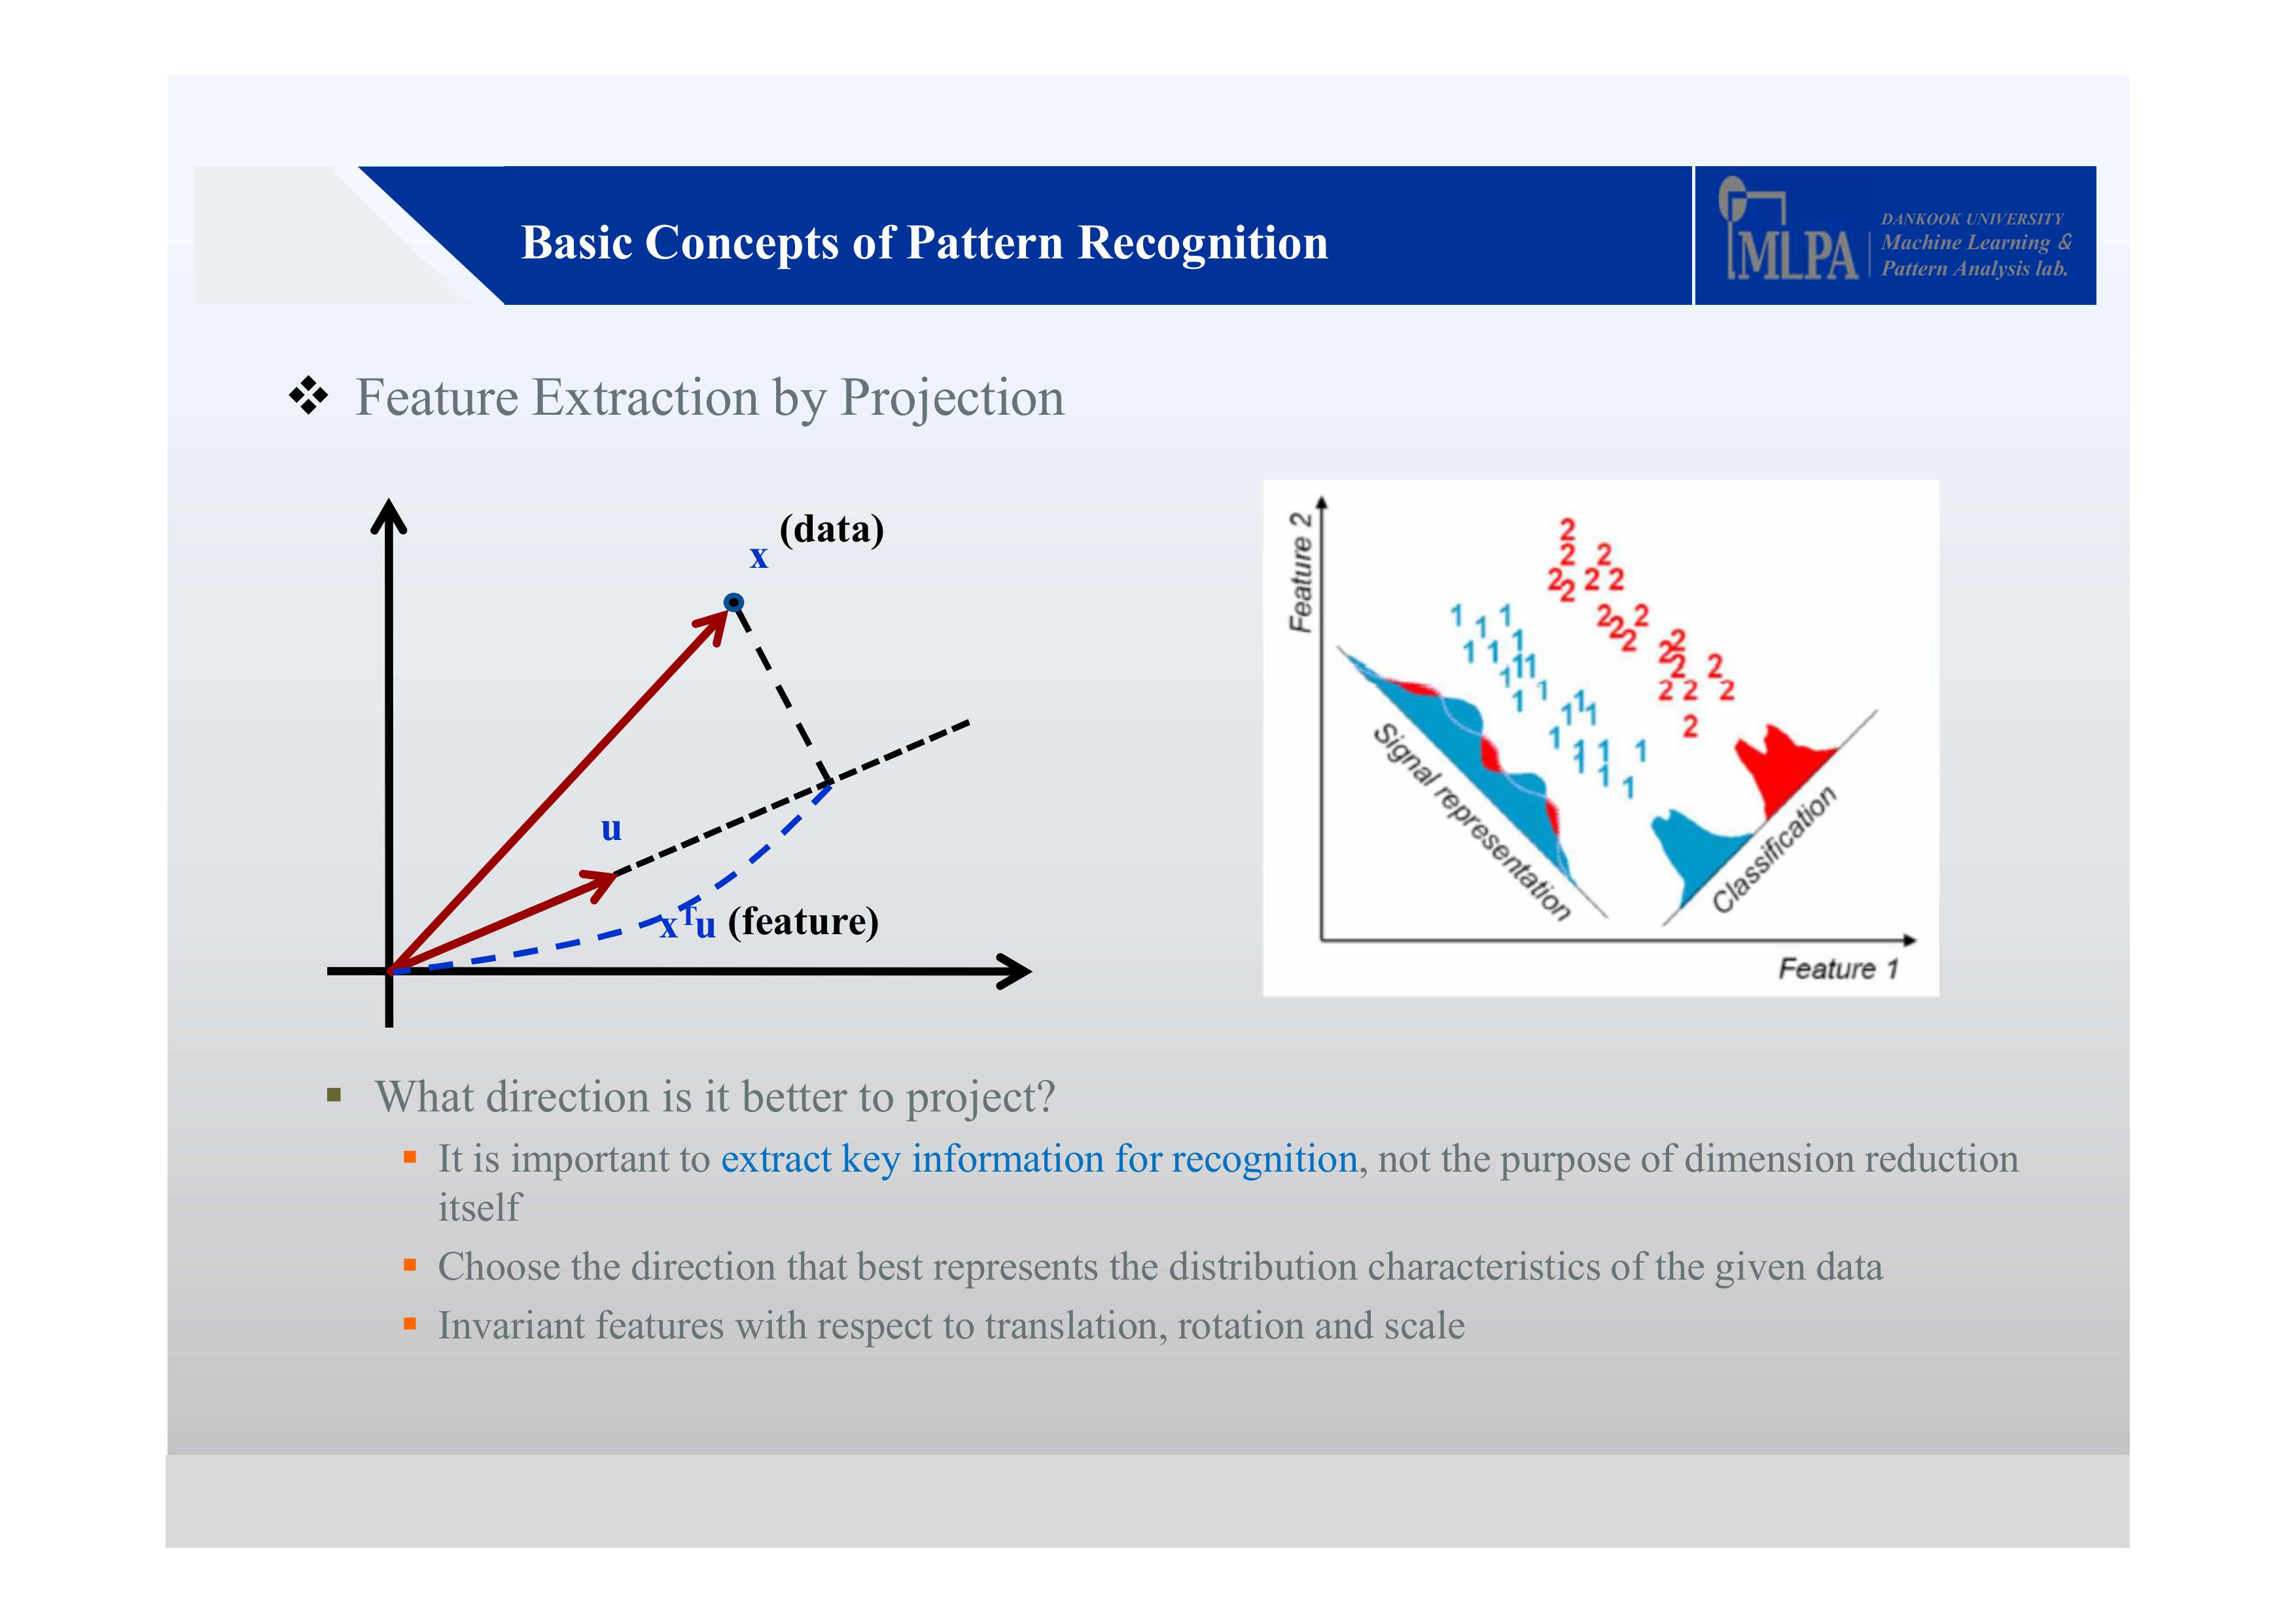 Basic Concepts of Pattern Recognition
MLPA
DANKOOK UNIVERSITY
Machine Learning &
Pattern Analysis lab.
❖ Feature Extraction by Projection
(data)
x
u
xᵀu (feature)
Feature 2
2
2 2
2 2 2 2
2 2 2 2 2
2 2 2 2
2 2 2
2
1 1 1
1 1 1
1 1 1 1 1
1 1 1
1 1 1 1
1 1 1
Signal representation
Classification
Feature 1
▪ What direction is it better to project?
▪ It is important to extract key information for recognition, not the purpose of dimension reduction
itself
▪ Choose the direction that best represents the distribution characteristics of the given data
▪ Invariant features with respect to translation, rotation and scale